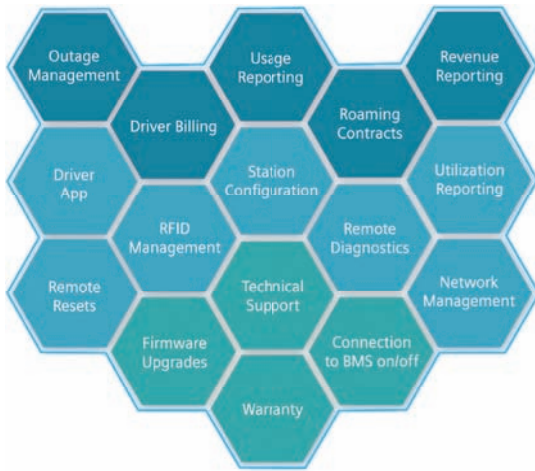 Outage
Management
Usage
Reporting
Revenue
Reporting
Driver Billing
Roaming
Contracts
Driver
App
Station
Configuration
Utilization
Reporting
RFID
Management
Remote
Diagnostics
Remote
Resets
Technical
Support
Network
Management
Firmware
Upgrades
Connection
to BMS on/off
Warranty